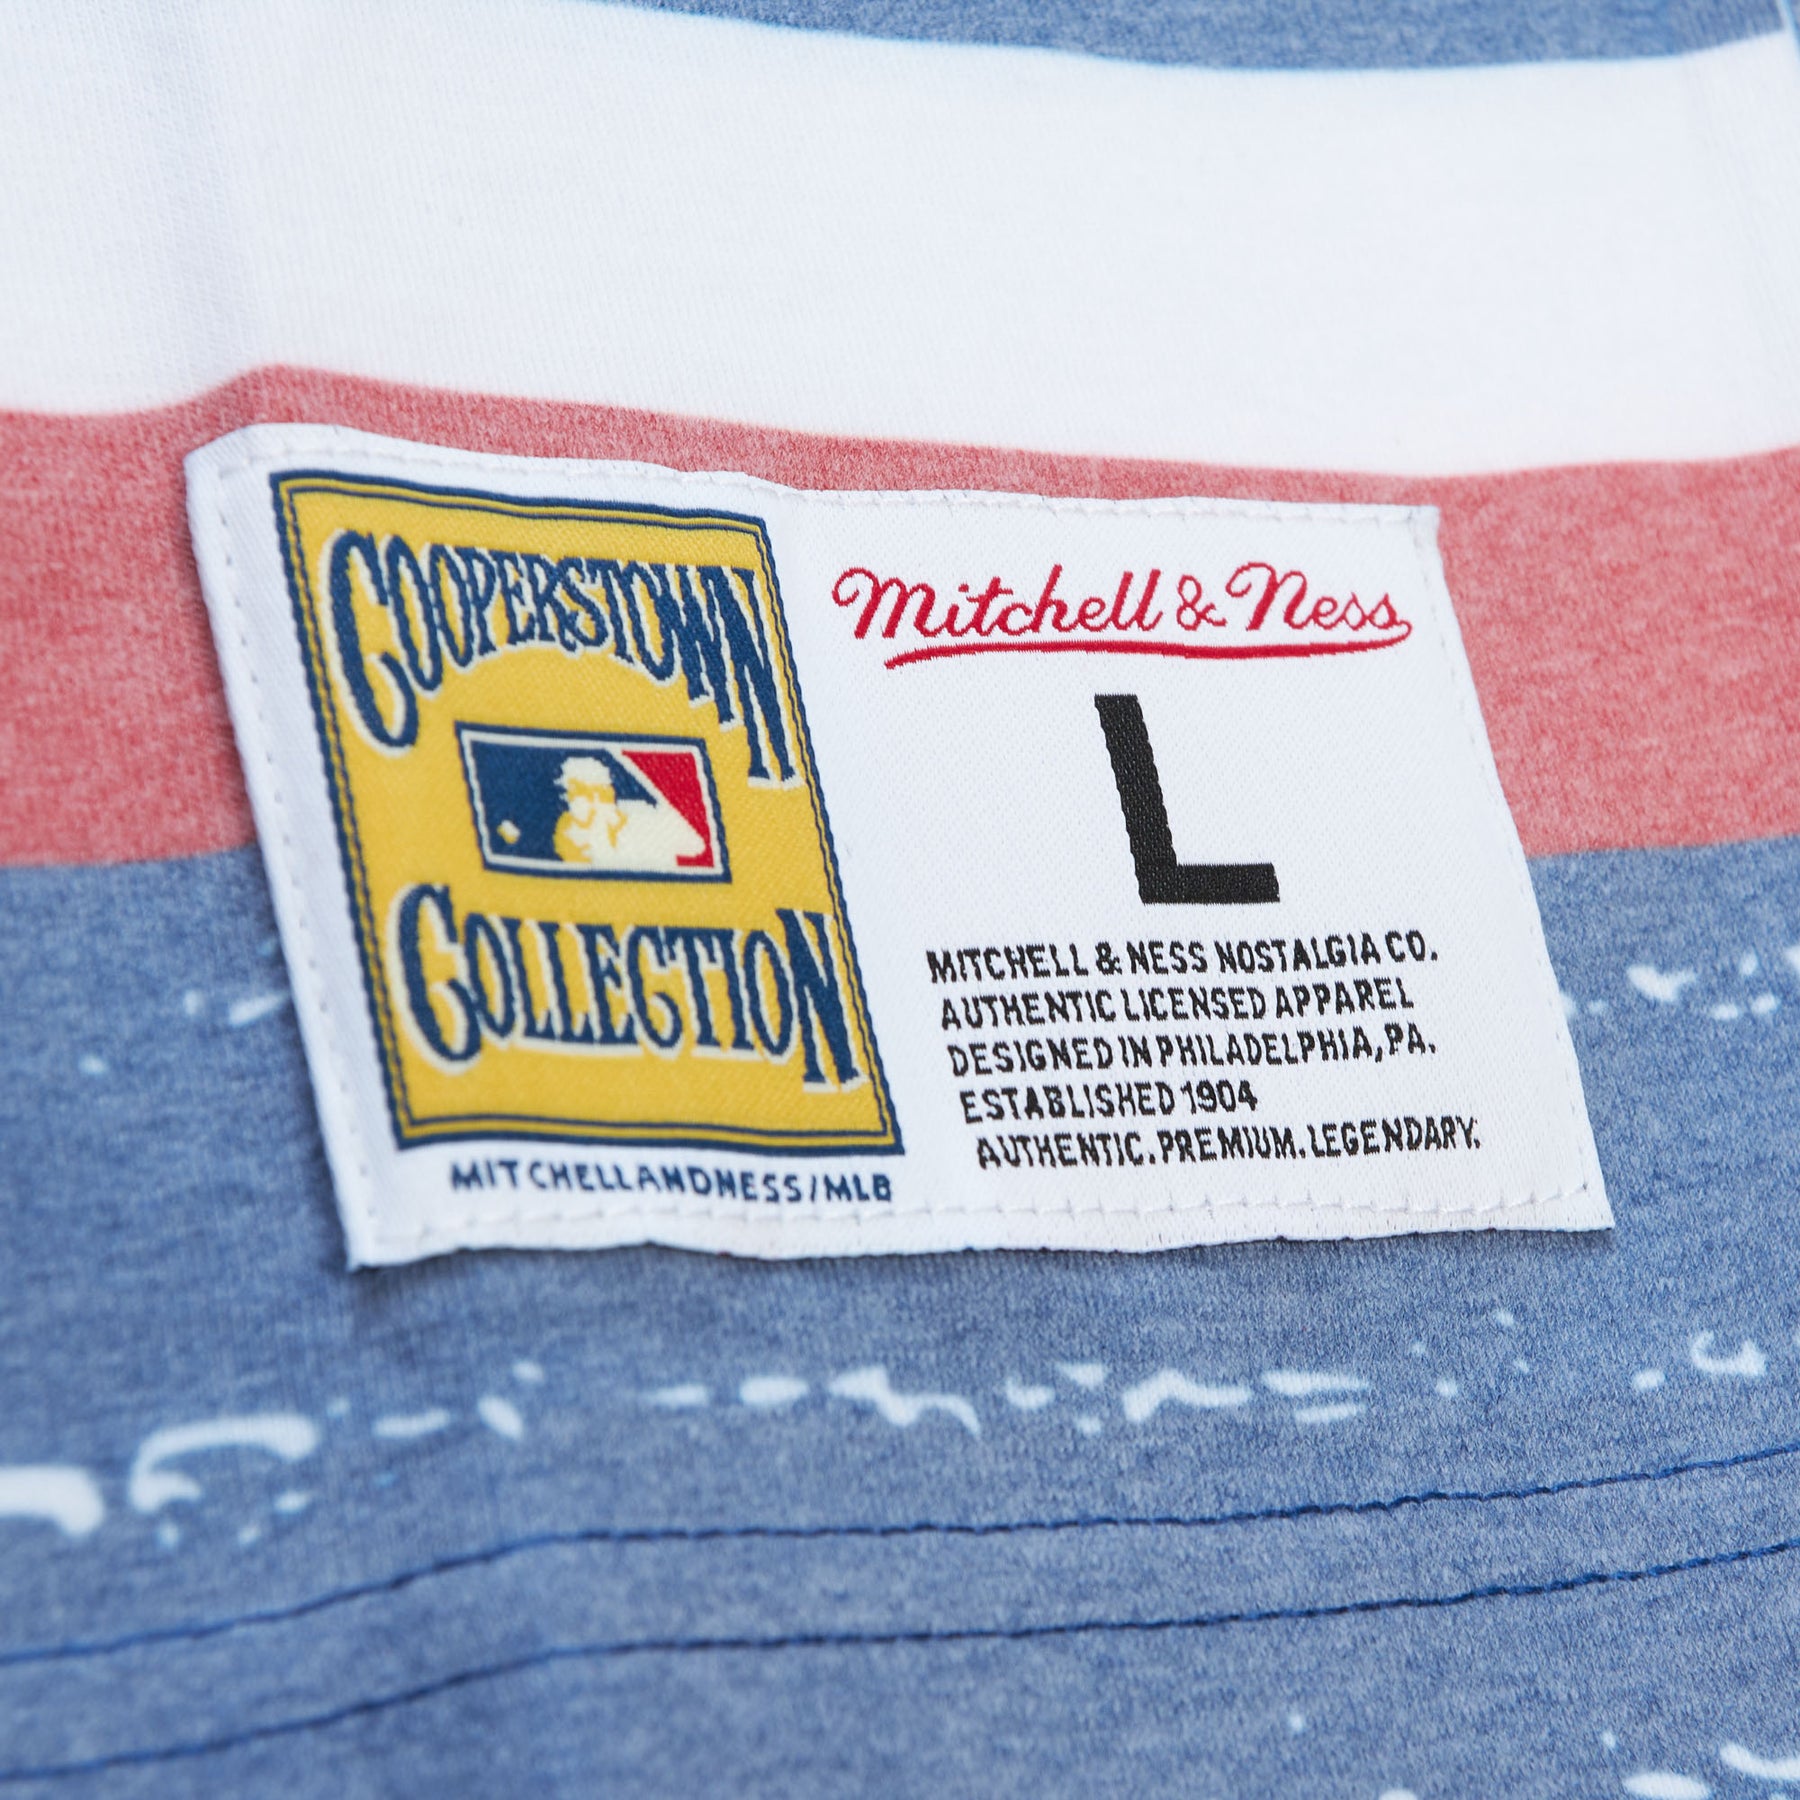 COOPERSTOWN
COLLECTION
MITCHELLANDNESS/MLB
Mitchell & Ness
L
MITCHELL & NESS NOSTALGIA CO.
AUTHENTIC LICENSED APPAREL
DESIGNED IN PHILADELPHIA, PA.
ESTABLISHED 1904
AUTHENTIC. PREMIUM. LEGENDARY.